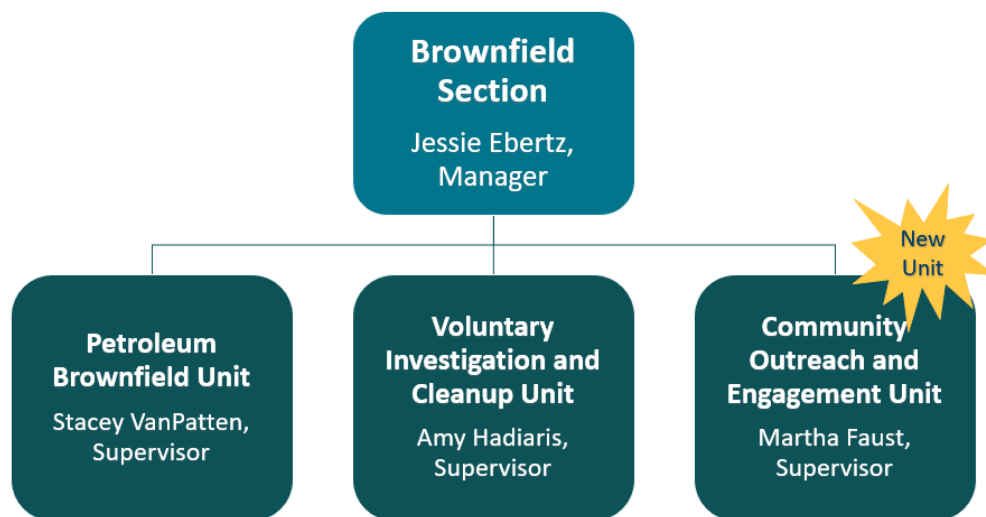 Brownfield
Section
Jessie Ebertz,
Manager
New
Unit
Petroleum
Brownfield Unit
Stacey VanPatten,
Supervisor
Voluntary
Investigation and
Cleanup Unit
Amy Hadiaris,
Supervisor
Community
Outreach and
Engagement Unit
Martha Faust,
Supervisor